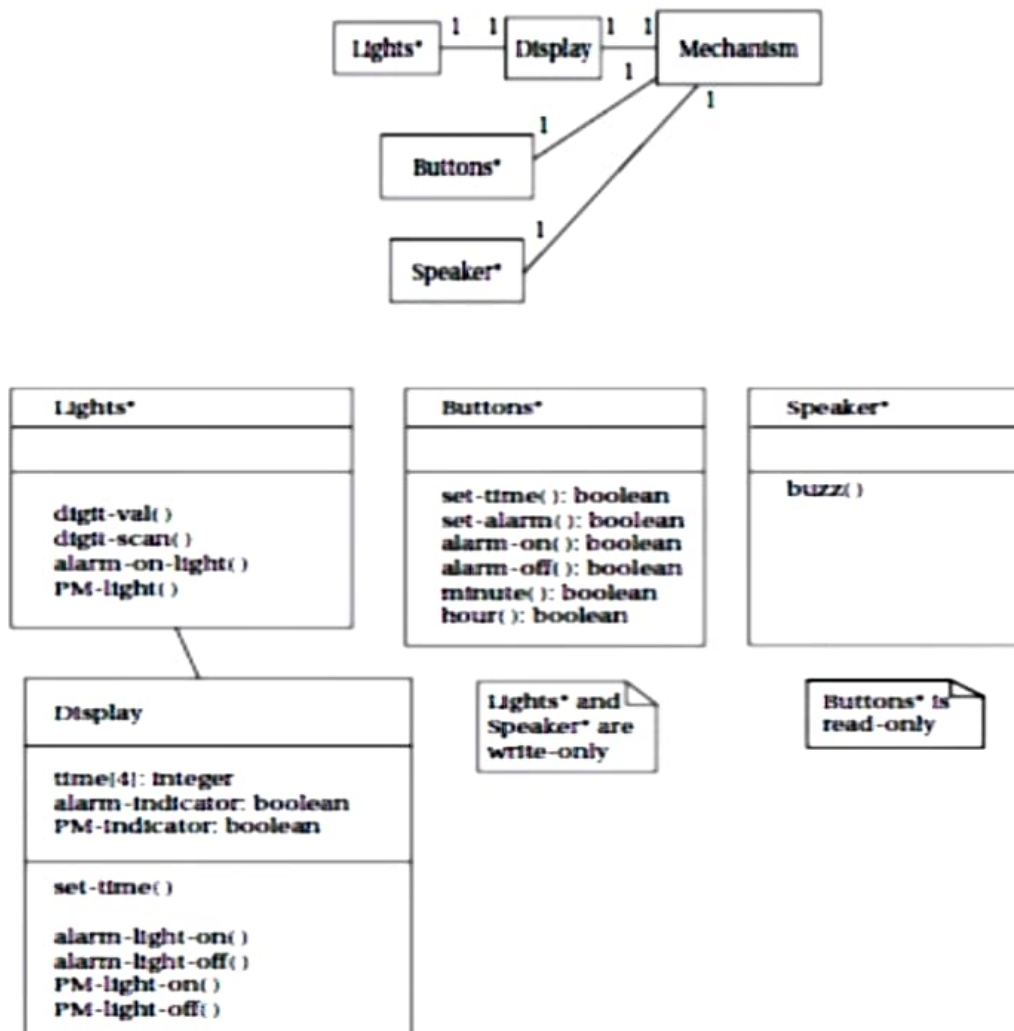 1 1 1 1
Lights* Display Mechanism
1
1
1
Buttons*
1
Speaker*
Lights*
digit-val( )
digit-scan( )
alarm-on-light( )
PM-light( )
Buttons*
set-time( ): boolean
set-alarm( ): boolean
alarm-on( ): boolean
alarm-off( ): boolean
minute( ): boolean
hour( ): boolean
Speaker*
buzz( )
Display
time[4]: integer
alarm-indicator: boolean
PM-indicator: boolean
set-time( )
alarm-light-on( )
alarm-light-off( )
PM-light-on( )
PM-light-off( )
Lights* and
Speaker* are
write-only
Buttons* is
read-only